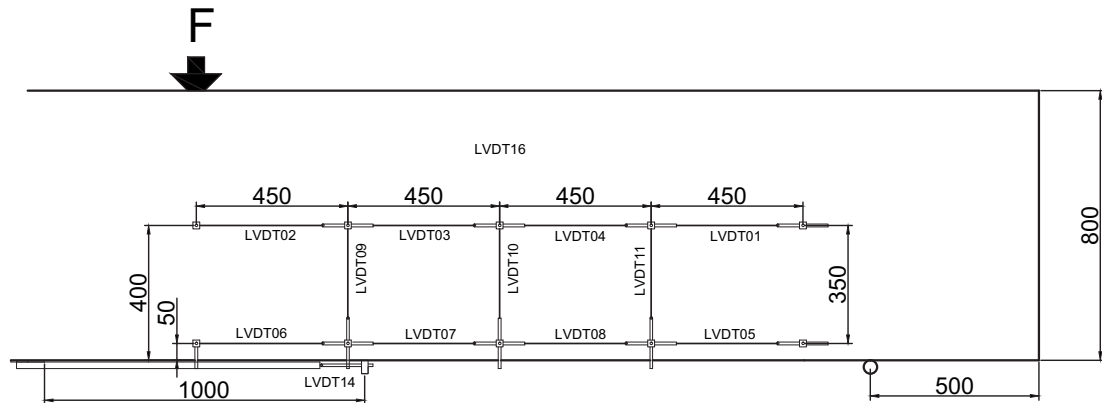 F
LVDT16
450 450 450 450
LVDT02 LVDT03 LVDT04 LVDT01
LVDT09 LVDT10 LVDT11
400 50 350 800
LVDT06 LVDT07 LVDT08 LVDT05
LVDT14
1000 500